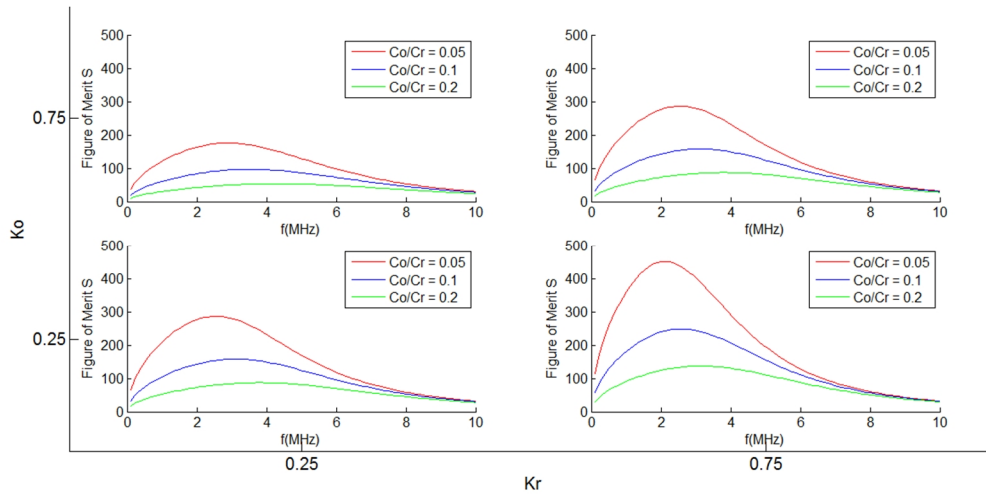 500
400
300
200
100
0
Figure of Merit S
Co/Cr = 0.05
Co/Cr = 0.1
Co/Cr = 0.2
0 2 4 6 8 10
f(MHz)
500
400
300
200
100
0
Figure of Merit S
Co/Cr = 0.05
Co/Cr = 0.1
Co/Cr = 0.2
0 2 4 6 8 10
f(MHz)
0.75
Ko
500
400
300
200
100
0
Figure of Merit S
Co/Cr = 0.05
Co/Cr = 0.1
Co/Cr = 0.2
0 2 4 6 8 10
f(MHz)
500
400
300
200
100
0
Figure of Merit S
Co/Cr = 0.05
Co/Cr = 0.1
Co/Cr = 0.2
0 2 4 6 8 10
f(MHz)
0.25
0.25 0.75
Kr